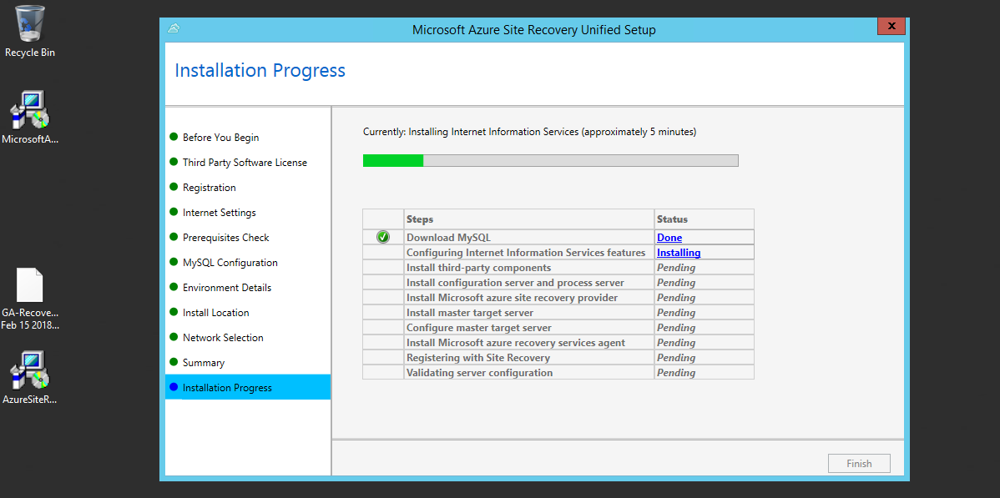 Recycle Bin
MicrosoftA...
GA-Recove...
Feb 15 2018...
AzureSiteR...
Microsoft Azure Site Recovery Unified Setup
x
Installation Progress
Before You Begin
Third Party Software License
Registration
Internet Settings
Prerequisites Check
MySQL Configuration
Environment Details
Install Location
Network Selection
Summary
Installation Progress
Currently: Installing Internet Information Services (approximately 5 minutes)
Steps Status
Download MySQL Done
Configuring Internet Information Services features Installing
Install third-party components Pending
Install configuration server and process server Pending
Install Microsoft azure site recovery provider Pending
Install master target server Pending
Configure master target server Pending
Install Microsoft azure recovery services agent Pending
Registering with Site Recovery Pending
Validating server configuration Pending
Finish